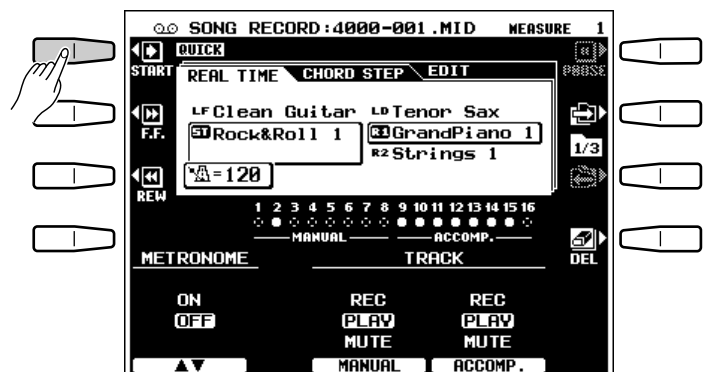 SONG RECORD:4000-001.MID MEASURE 1
QUICK
START
REAL TIME CHORD STEP EDIT
PAUSE
LF Clean Guitar LD Tenor Sax
F.F.
ST Rock&Roll 1 R1 GrandPiano 1
1/3
R2 Strings 1
=120
REW
1 2 3 4 5 6 7 8 9 10 11 12 13 14 15 16
MANUAL ACCOMP.
DEL
METRONOME TRACK
ON REC REC
OFF PLAY PLAY
MUTE MUTE
MANUAL ACCOMP.